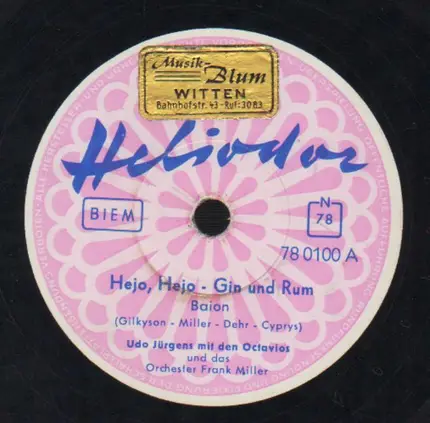 Musik-
Blum
WITTEN
Bahnhofstr. 43 - Ruf: 3083
Heliodor
BIEM
N
78
78 0100 A
Hejo, Hejo - Gin und Rum
Baion
(Gilkyson - Miller - Dehr - Cyprys)
Udo Jürgens mit den Octavios
und das
Orchester Frank Miller